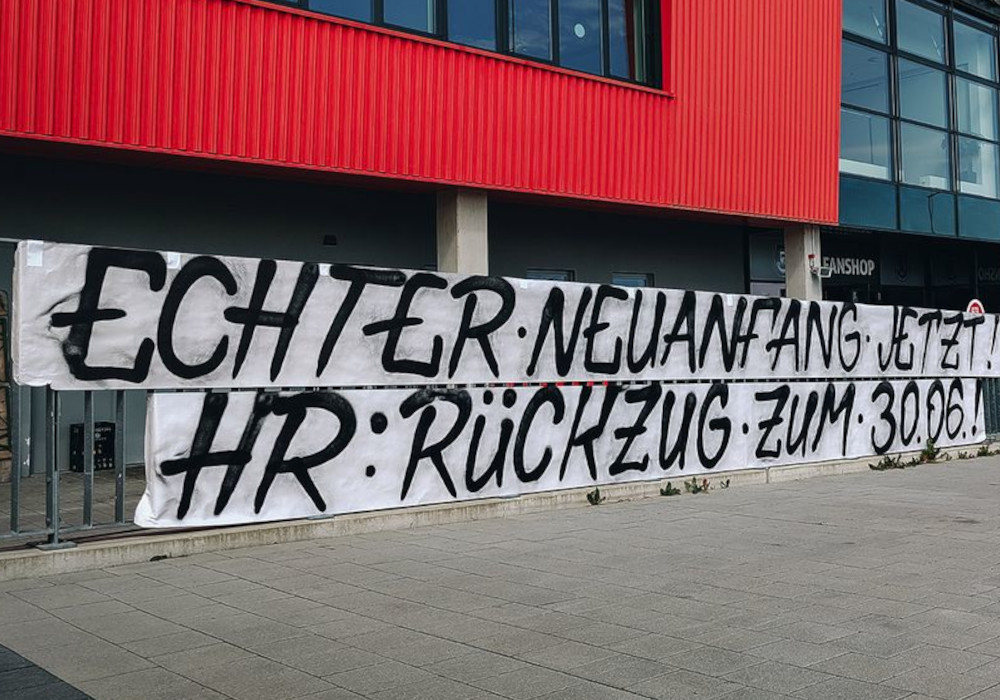 ECHTER·NEUANFANG·JETZT!
HR:RÜCKZUG·ZUM·30.06.!
FANSHOP